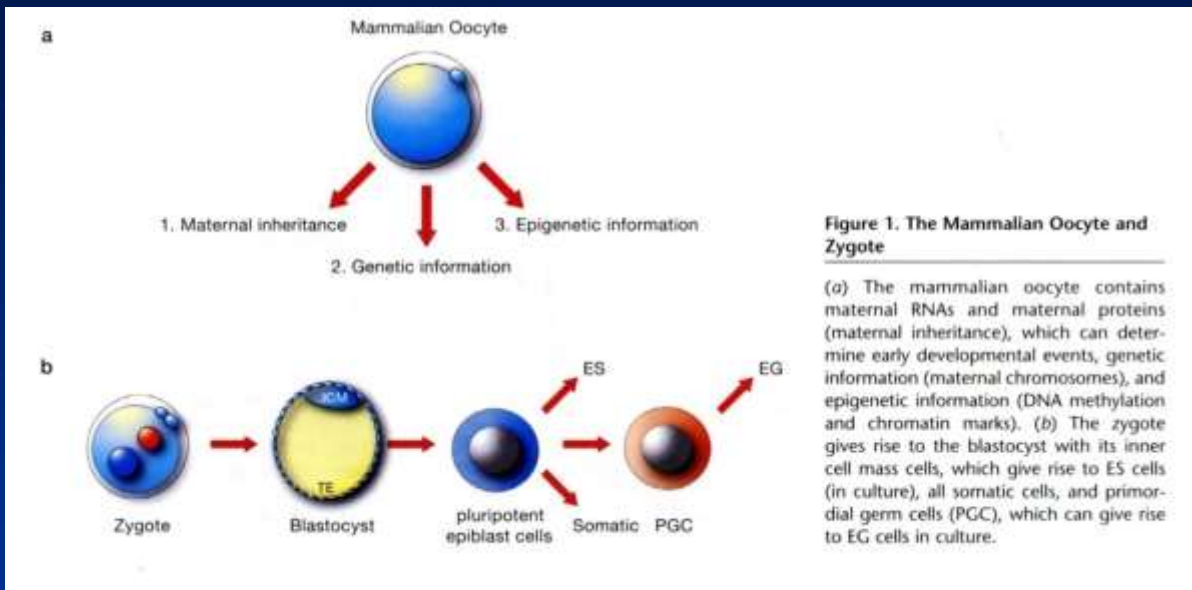 a
Mammalian Oocyte
1. Maternal inheritance
3. Epigenetic information
2. Genetic information
b
ES
EG
ICM
TE
Zygote
Blastocyst
pluripotent
epiblast cells
Somatic
PGC
Figure 1. The Mammalian Oocyte and
Zygote
(a) The mammalian oocyte contains
maternal RNAs and maternal proteins
(maternal inheritance), which can deter-
mine early developmental events, genetic
information (maternal chromosomes), and
epigenetic information (DNA methylation
and chromatin marks). (b) The zygote
gives rise to the blastocyst with its inner
cell mass cells, which give rise to ES cells
(in culture), all somatic cells, and primor-
dial germ cells (PGC), which can give rise
to EG cells in culture.